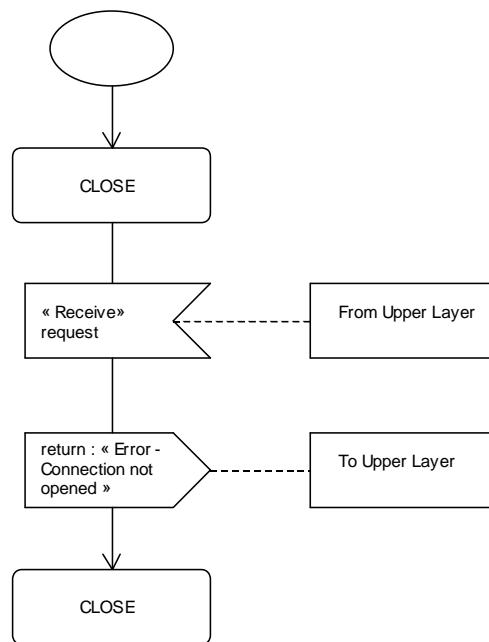 CLOSE
« Receive»
request
From Upper Layer
return : « Error -
Connection not
opened »
To Upper Layer
CLOSE